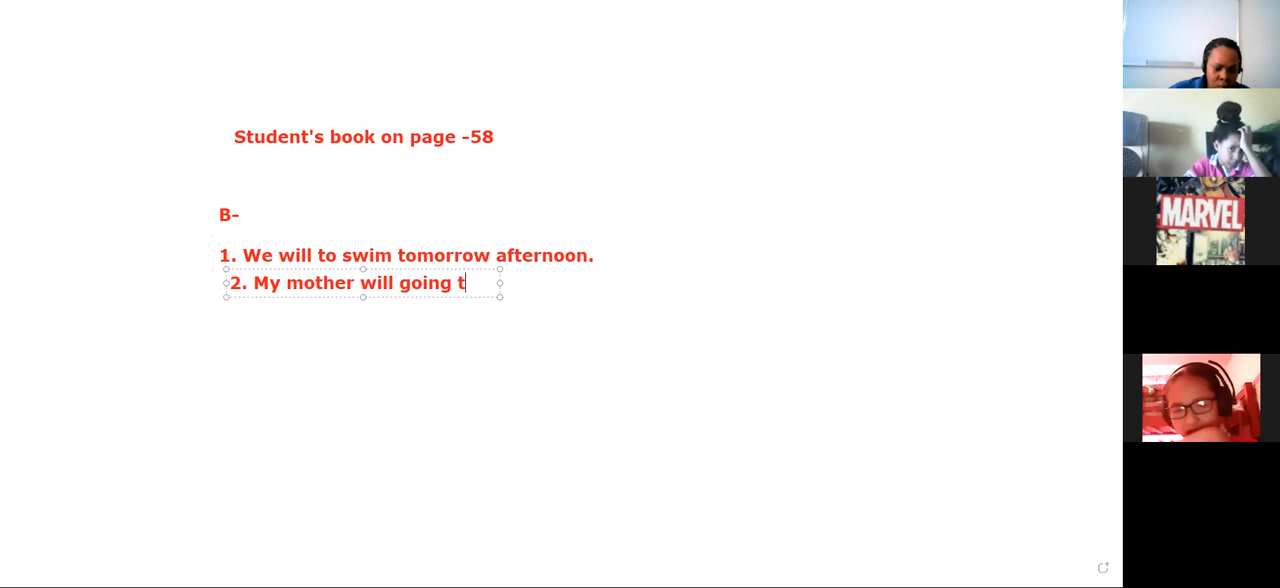 Student's book on page -58
B-
1. We will to swim tomorrow afternoon.
2. My mother will going t
MARVEL